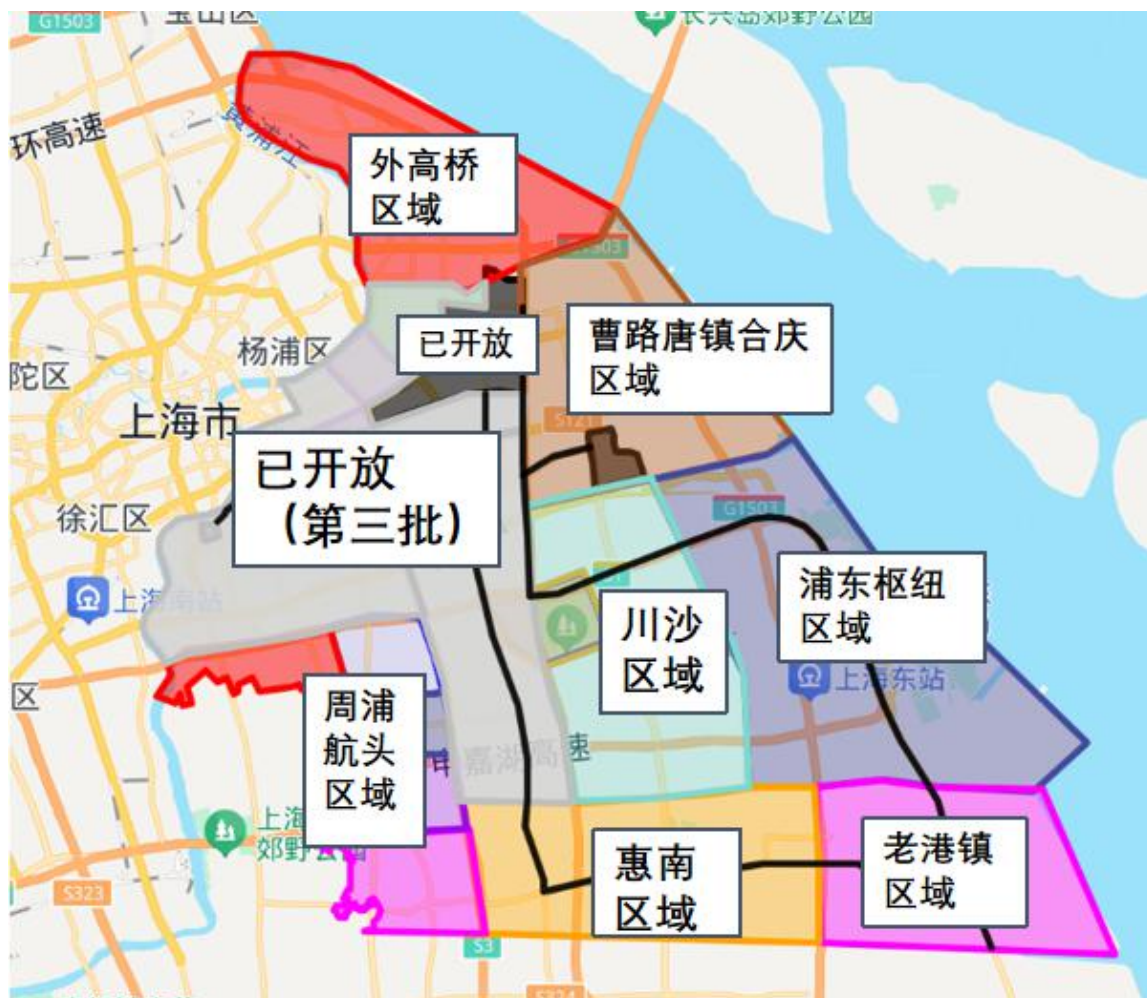 G1503
宝山区
长兴岛郊野公园
环高速
黄浦江
外高桥
区域
G1503
杨浦区
已开放
曹路唐镇合庆
区域
陀区
上海市
S121
已开放
（第三批）
徐汇区
G1503
上海南站
浦东枢纽
区域
川沙
区域
上海东站
区
周浦
航头
区域
嘉湖高速
上海
郊野公园
惠南
区域
老港镇
区域
S323
S3
S324